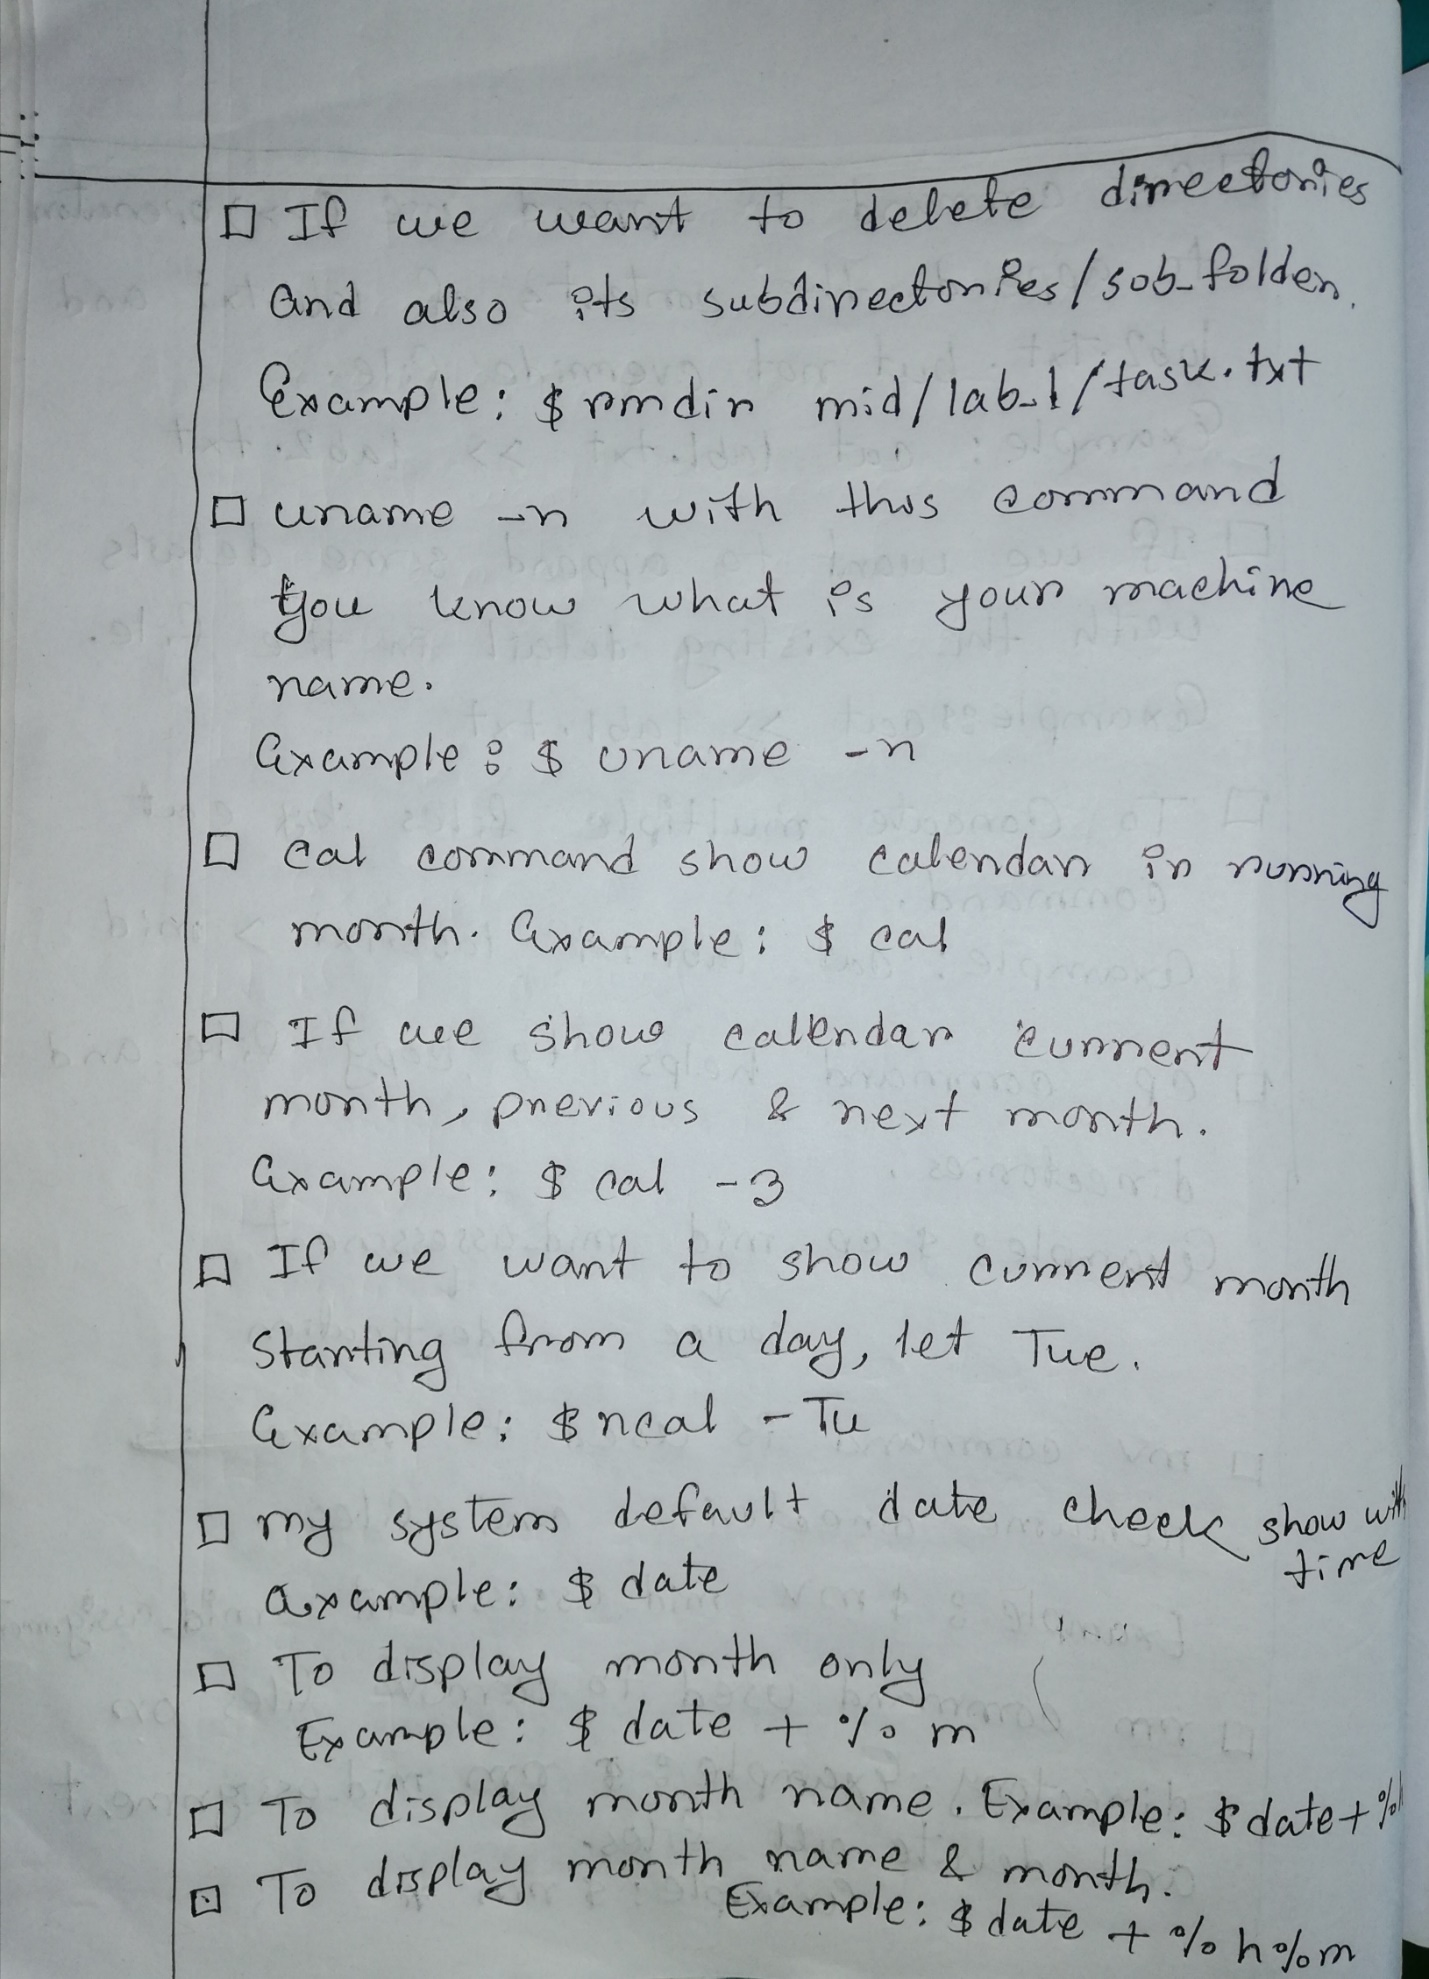 □ If we want to delete directories
and also its subdirectories/sob-folder.
Example: $ rmdir mid/lab-1/task.txt
□ uname -n with this command
you know what is your machine
name.
Example: $ uname -n
□ cal command show calendar in running
month. Example: $ cal
□ If we show calendar current
month, previous & next month.
Example: $ cal -3
□ If we want to show current month
starting from a day, let Tue.
Example: $ncal - Tu
□ my system default date check show with
time
example: $ date
□ To display month only
Example: $ date + %m
□ To display month name. Example: $ date + %h
□ To display month name & month.
Example: $ date + %h%m